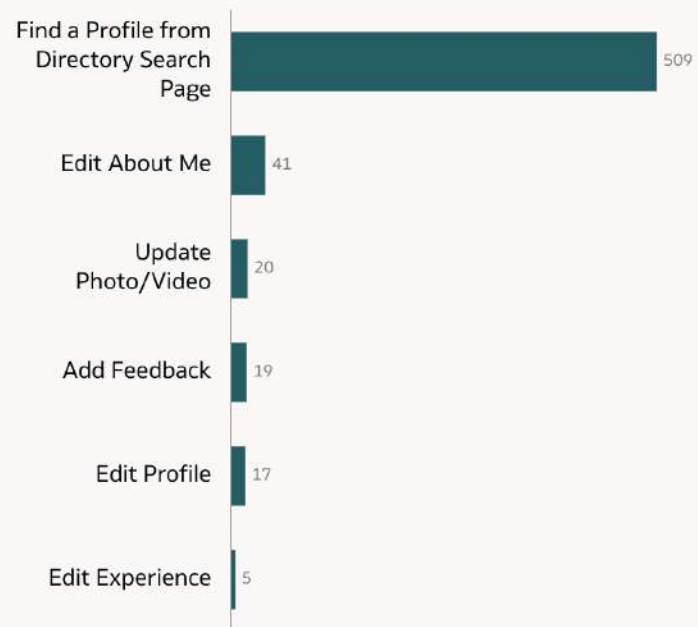 Find a Profile from
Directory Search
Page
509
Edit About Me
41
Update
Photo/Video
20
Add Feedback
19
Edit Profile
17
Edit Experience
5